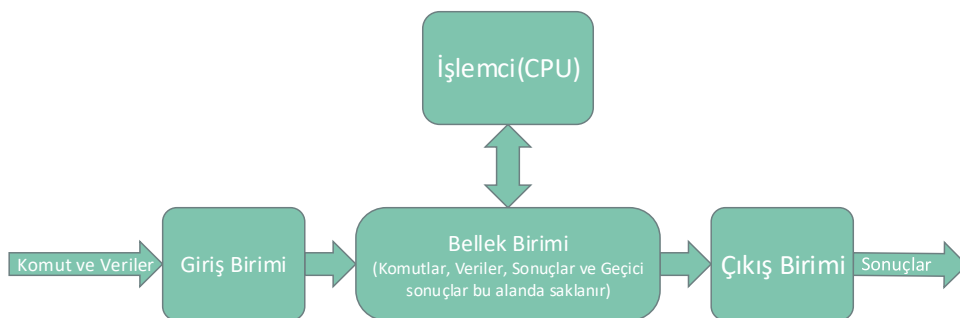 İşlemci(CPU)
Komut ve Veriler
Giriş Birimi
Bellek Birimi
(Komutlar, Veriler, Sonuçlar ve Geçici
sonuçlar bu alanda saklanır)
Çıkış Birimi
Sonuçlar